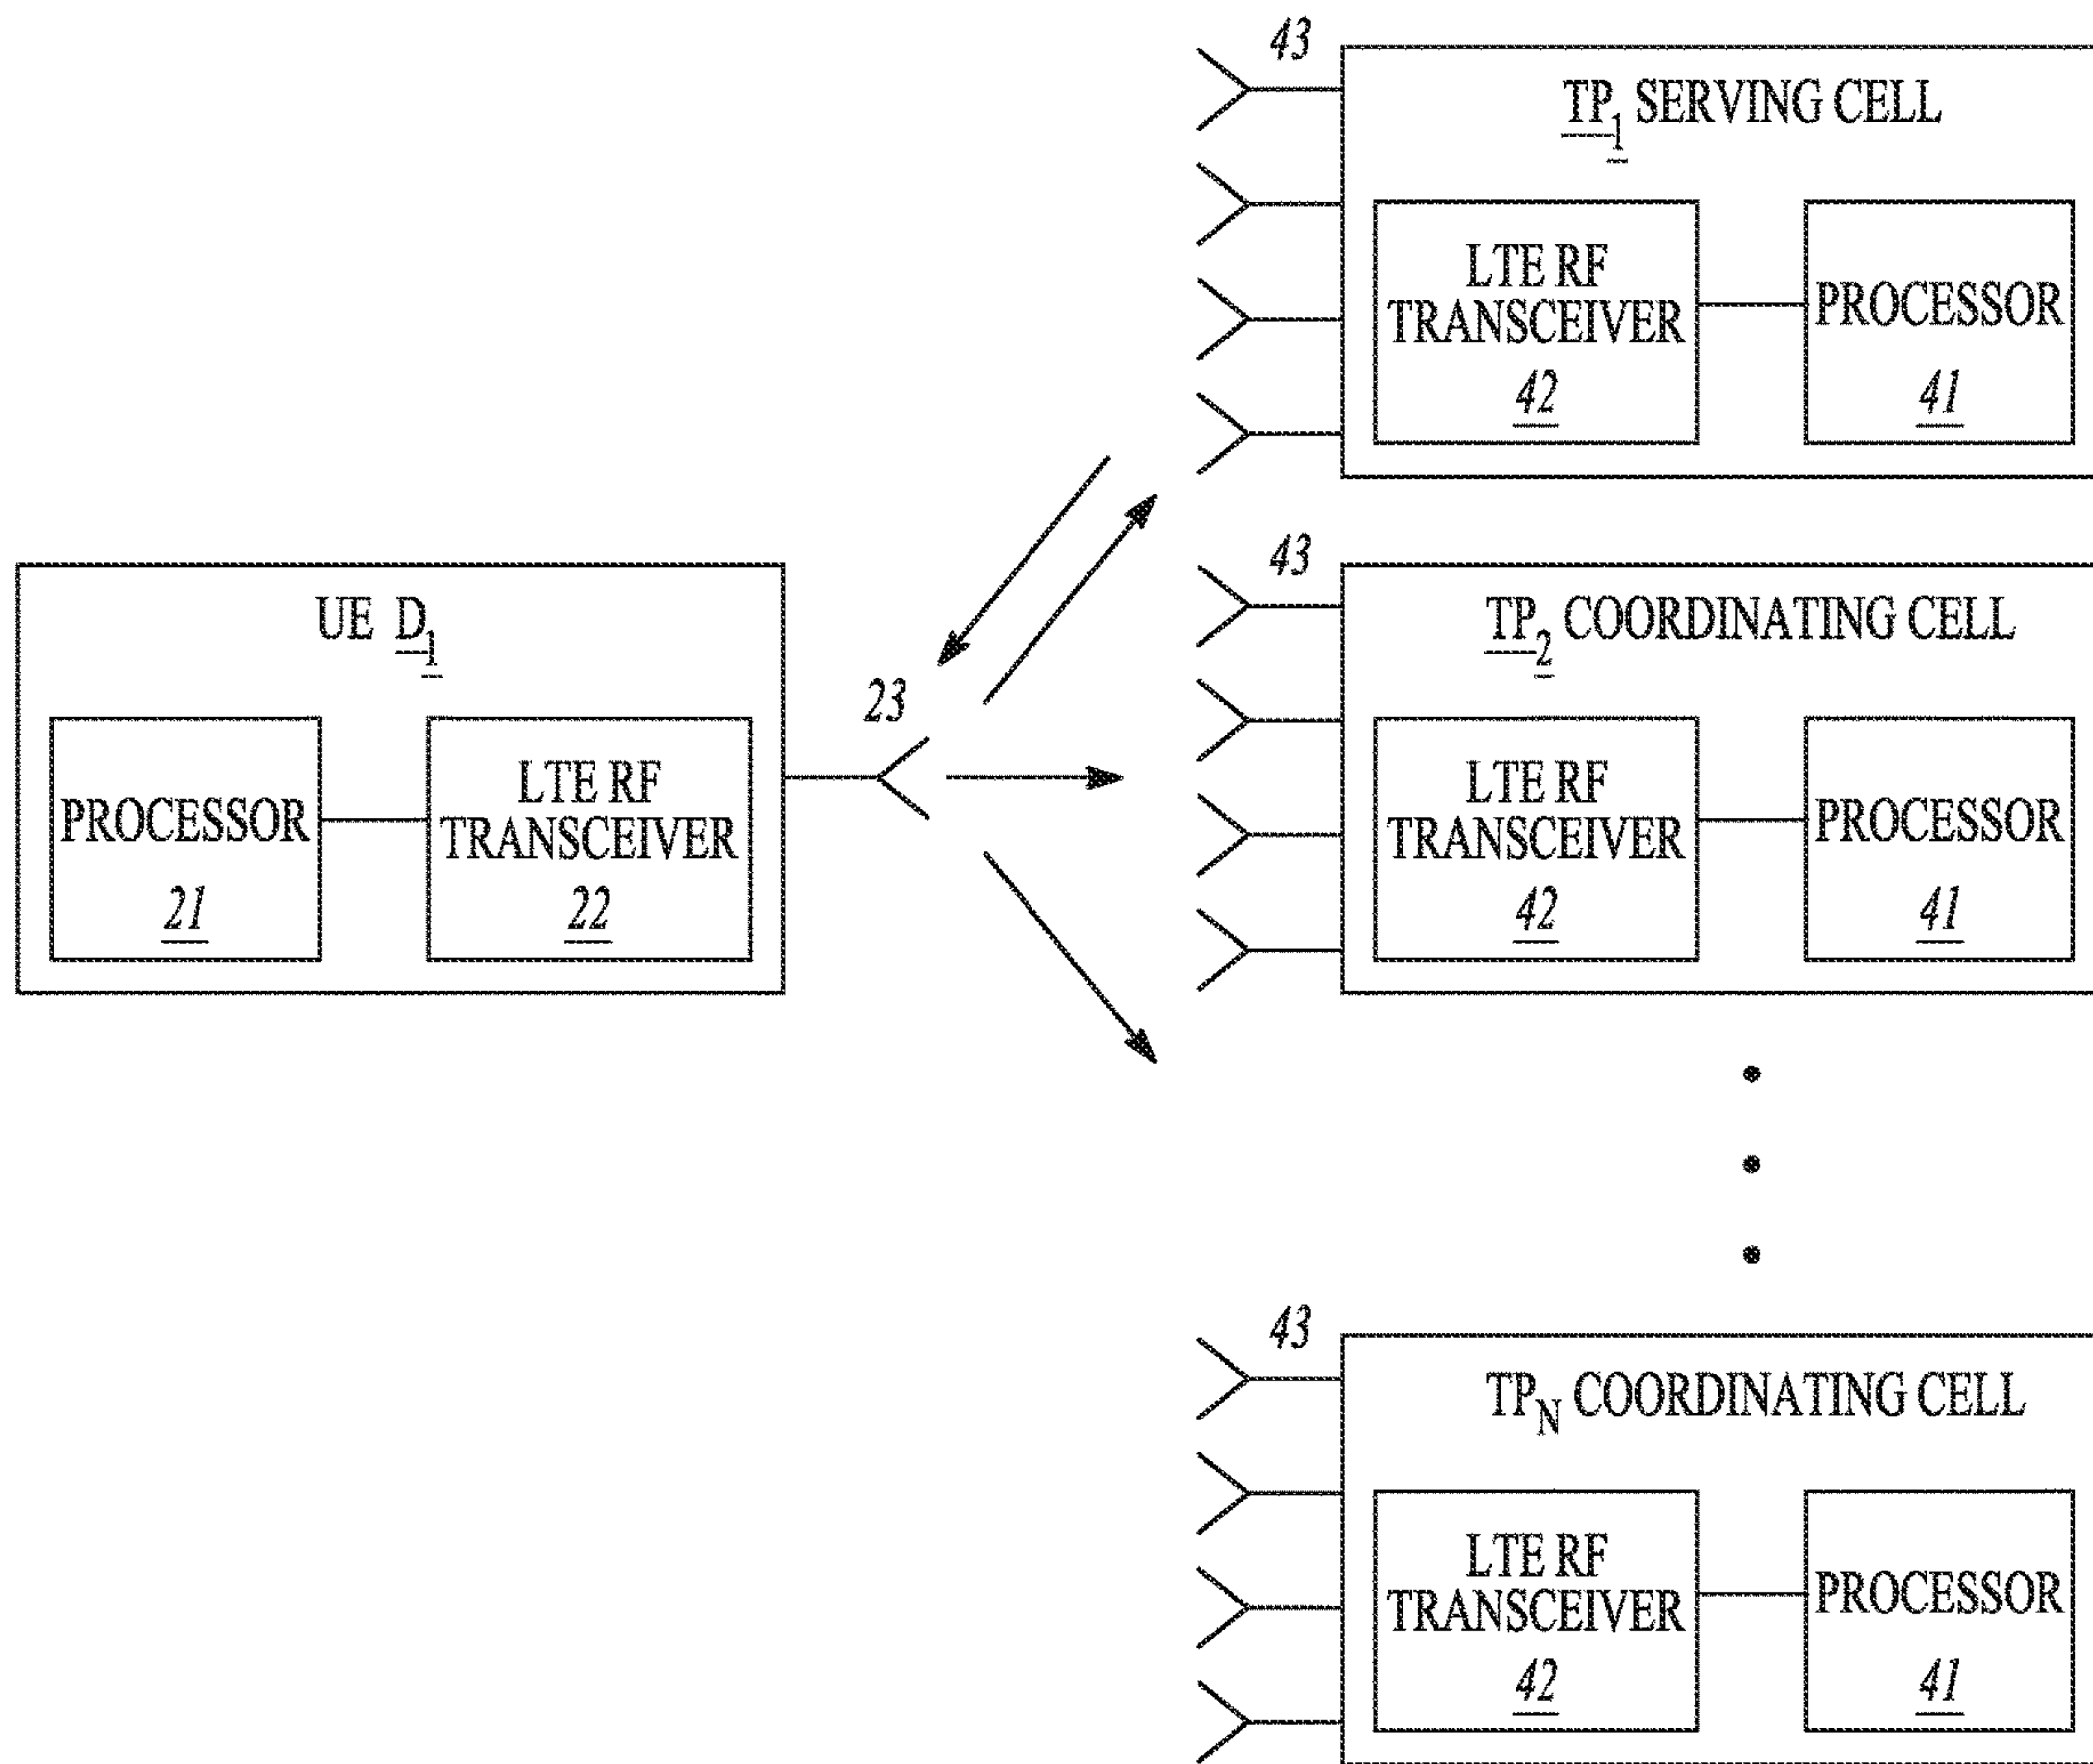 43
TP1 SERVING CELL
LTE RF
TRANSCEIVER
42
PROCESSOR
41
UE D1
PROCESSOR
21
LTE RF
TRANSCEIVER
22
23
43
TP2 COORDINATING CELL
LTE RF
TRANSCEIVER
42
PROCESSOR
41
43
TPN COORDINATING CELL
LTE RF
TRANSCEIVER
42
PROCESSOR
41